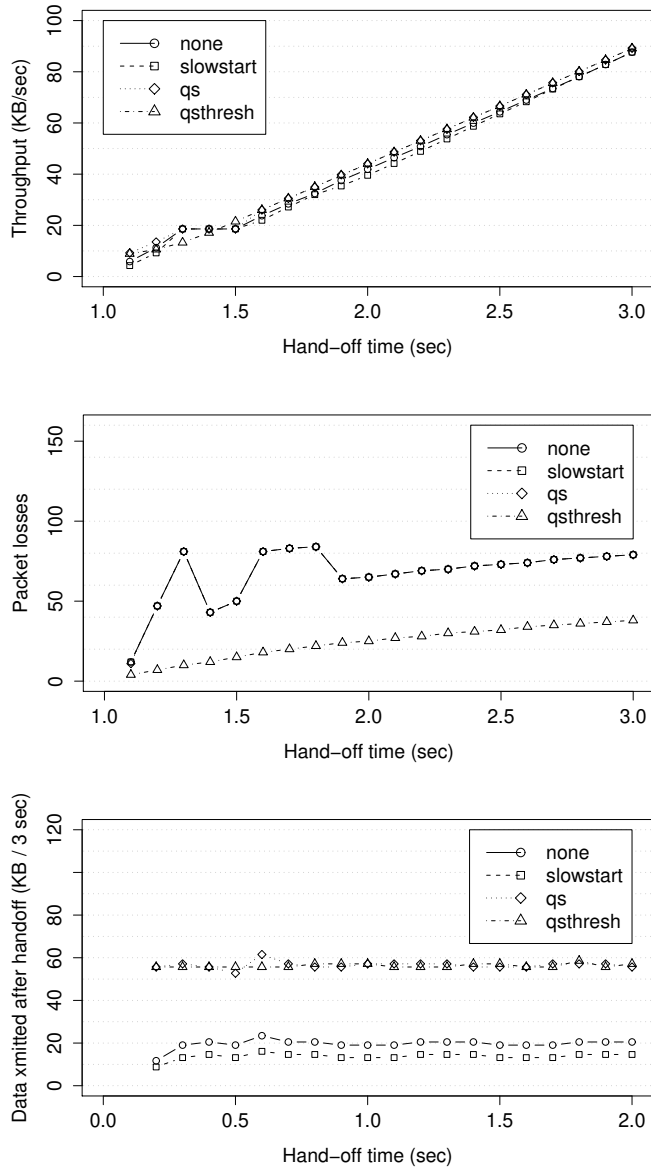 Throughput (KB/sec)
100
80
60
40
20
0
none
slowstart
qs
qsthresh
1.0 1.5 2.0 2.5 3.0
Hand−off time (sec)
Packet losses
150
100
50
0
none
slowstart
qs
qsthresh
1.0 1.5 2.0 2.5 3.0
Hand−off time (sec)
Data xmitted after handoff (KB / 3 sec)
120
100
80
60
40
20
0
none
slowstart
qs
qsthresh
0.0 0.5 1.0 1.5 2.0
Hand−off time (sec)